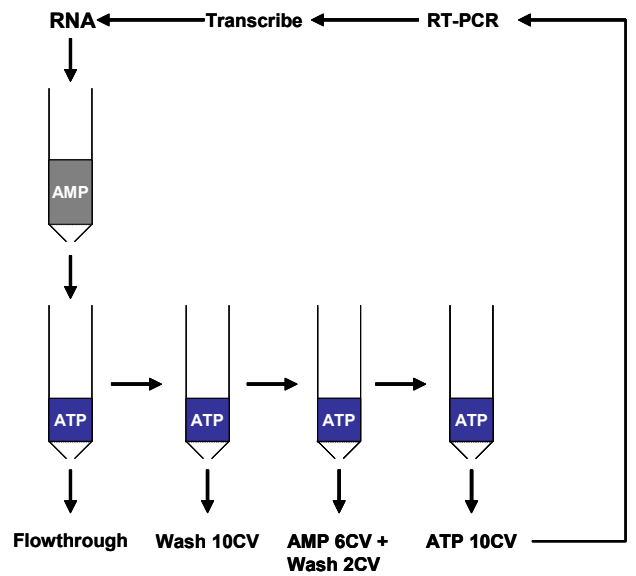 RNA Transcribe RT-PCR
AMP
ATP ATP ATP ATP
Flowthrough Wash 10CV AMP 6CV + ATP 10CV
Wash 2CV